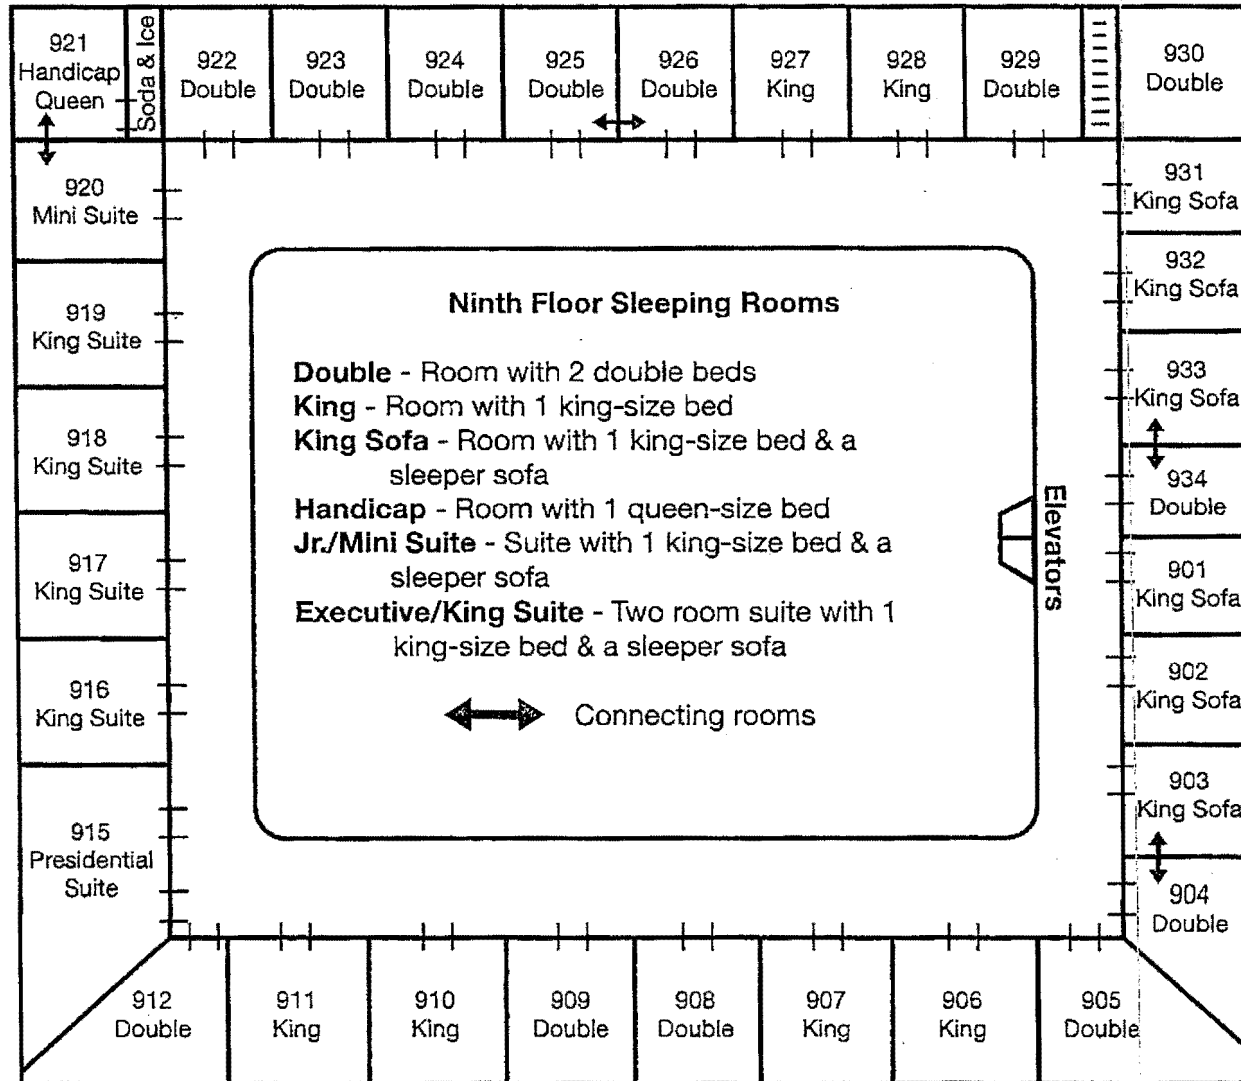 921
Handicap
Queen
Soda & Ice
922
Double
923
Double
924
Double
925
Double
926
Double
927
King
928
King
929
Double
930
Double
920
Mini Suite
919
King Suite
918
King Suite
917
King Suite
916
King Suite
915
Presidential
Suite
Ninth Floor Sleeping Rooms
Double - Room with 2 double beds
King - Room with 1 king-size bed
King Sofa - Room with 1 king-size bed & a
sleeper sofa
Handicap - Room with 1 queen-size bed
Jr./Mini Suite - Suite with 1 king-size bed & a
sleeper sofa
Executive/King Suite - Two room suite with 1
king-size bed & a sleeper sofa
Connecting rooms
Elevators
931
King Sofa
932
King Sofa
933
King Sofa
934
Double
901
King Sofa
902
King Sofa
903
King Sofa
904
Double
912
Double
911
King
910
King
909
Double
908
Double
907
King
906
King
905
Double